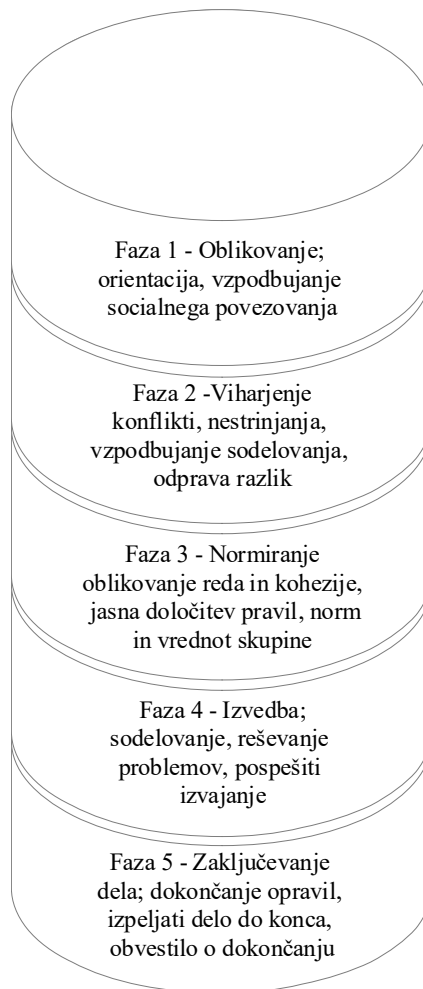 Faza 1 - Oblikovanje;
orientacija, vzpodbujanje
socialnega povezovanja
Faza 2 -Viharjenje
konflikti, nestrinjanja,
vzpodbujanje sodelovanja,
odprava razlik
Faza 3 - Normiranje
oblikovanje reda in kohezije,
jasna določitev pravil, norm
in vrednot skupine
Faza 4 - Izvedba;
sodelovanje, reševanje
problemov, pospešiti
izvajanje
Faza 5 - Zaključevanje
dela; dokončanje opravil,
izpeljati delo do konca,
obvestilo o dokončanju